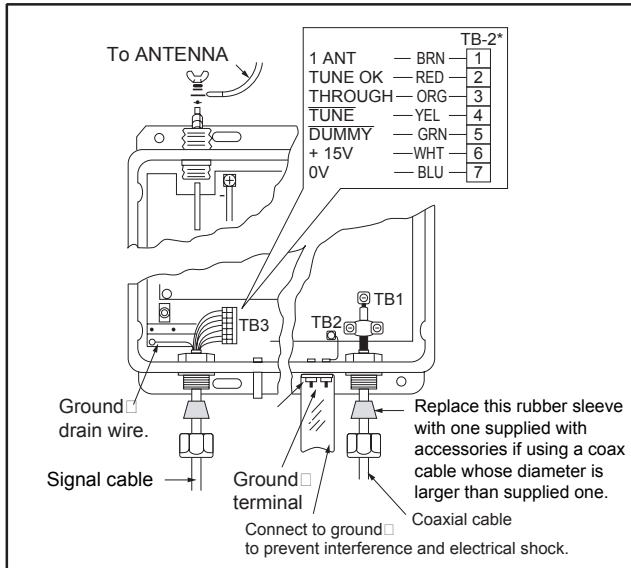 To ANTENNA
TB-2*
1 ANT — BRN — 1
TUNE OK — RED — 2
THROUGH — ORG — 3
TUNE — YEL — 4
DUMMY — GRN — 5
+ 15V — WHT — 6
0V — BLU — 7
TB1
TB3
TB2
Ground□
drain wire.
Signal cable
Ground□
terminal
Connect to ground□
to prevent interference and electrical shock.
Replace this rubber sleeve
with one supplied with
accessories if using a coax
cable whose diameter is
larger than supplied one.
Coaxial cable